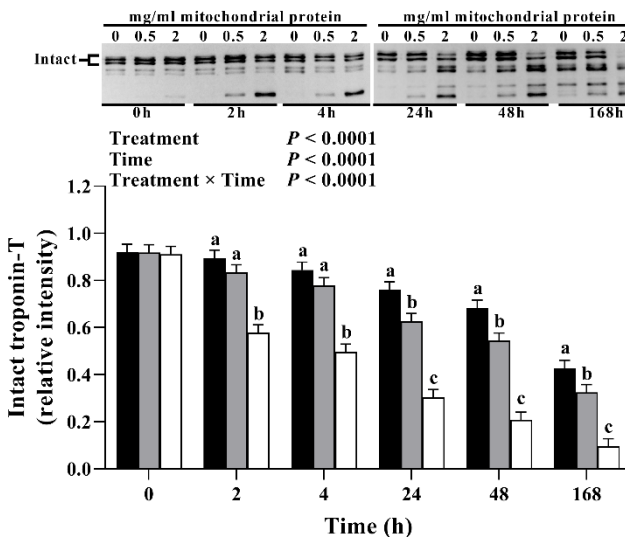 mg/ml mitochondrial protein mg/ml mitochondrial protein
0 0.5 2 0 0.5 2 0 0.5 2 0 0.5 2 0 0.5 2 0 0.5 2
Intact
0h 2h 4h 24h 48h 168h
Treatment P < 0.0001
Time P < 0.0001
Treatment × Time P < 0.0001
1.2
1.0
0.8
0.6
0.4
0.2
0.0
Intact troponin-T
(relative intensity)
a a b
a a b
a b c
a b c
a b c
0 2 4 24 48 168
Time (h)